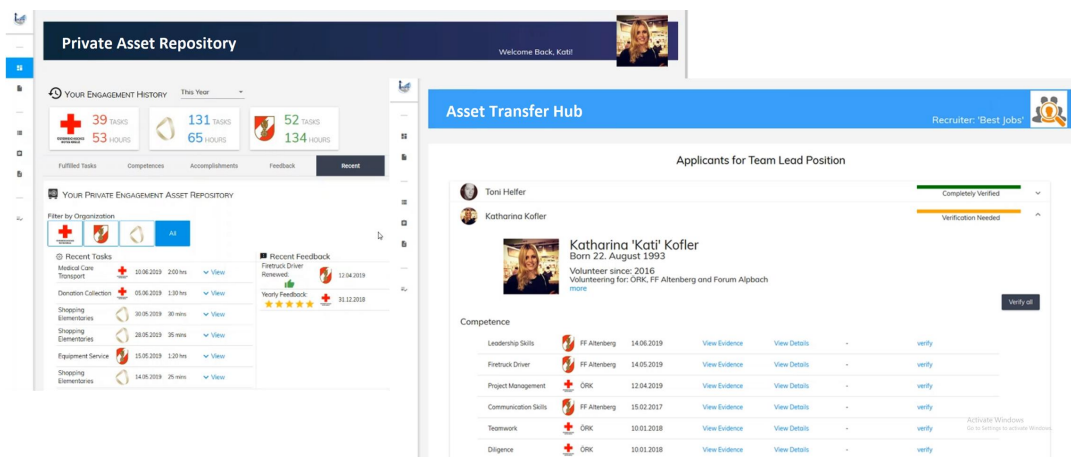 Private Asset Repository
Welcome Back, Kati!
YOUR ENGAGEMENT HISTORY This Year
39 TASKS
53 HOURS
131 TASKS
65 HOURS
52 TASKS
134 HOURS
Fulfilled Tasks Competences Accomplishments Feedback Recent
YOUR PRIVATE ENGAGEMENT ASSET REPOSITORY
Filter by Organization
All
Recent Tasks
Medical Care
Transport 10.06.2019 2:00 hrs View
Donation Collection 05.06.2019 1:30 hrs View
Shopping
Elementaries 30.05.2019 30 mins View
Shopping
Elementaries 28.05.2019 35 mins View
Equipment Service 15.05.2019 1:20 hrs View
Shopping
Elementaries 14.05.2019 25 mins View
Recent Feedback
Firetruck Driver
Renewed. 12.04.2019
Yearly Feedback: 31.12.2018
Asset Transfer Hub
Recruiter: 'Best Jobs'
Applicants for Team Lead Position
Toni Helfer Completely Verified
Katharina Kofler Verification Needed
Katharina 'Kati' Kofler
Born 22. August 1993
Volunteer since: 2016
Volunteering for: ÖRK, FF Altenberg and Forum Alpbach
more
Verify all
Competence
Leadership Skills FF Altenberg 14.06.2019 View Evidence View Details - verify
Firetruck Driver FF Altenberg 14.05.2019 View Evidence View Details - verify
Project Management ÖRK 12.04.2019 View Evidence View Details - verify
Communication Skills FF Altenberg 15.02.2017 View Evidence View Details - verify
Teamwork ÖRK 10.01.2018 View Evidence View Details - verify
Diligence ÖRK 10.01.2018 View Evidence View Details - verify
Activate Windows
Go to Settings to activate Windows.